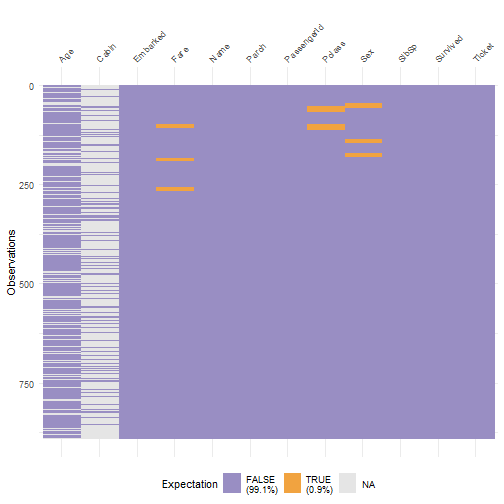 Age Cabin Embarked Fare Name Parch PassengerId Pclass Sex SibSp Survived Ticket
0
250
500
750
Observations
Expectation FALSE (99.1%) TRUE (0.9%) NA